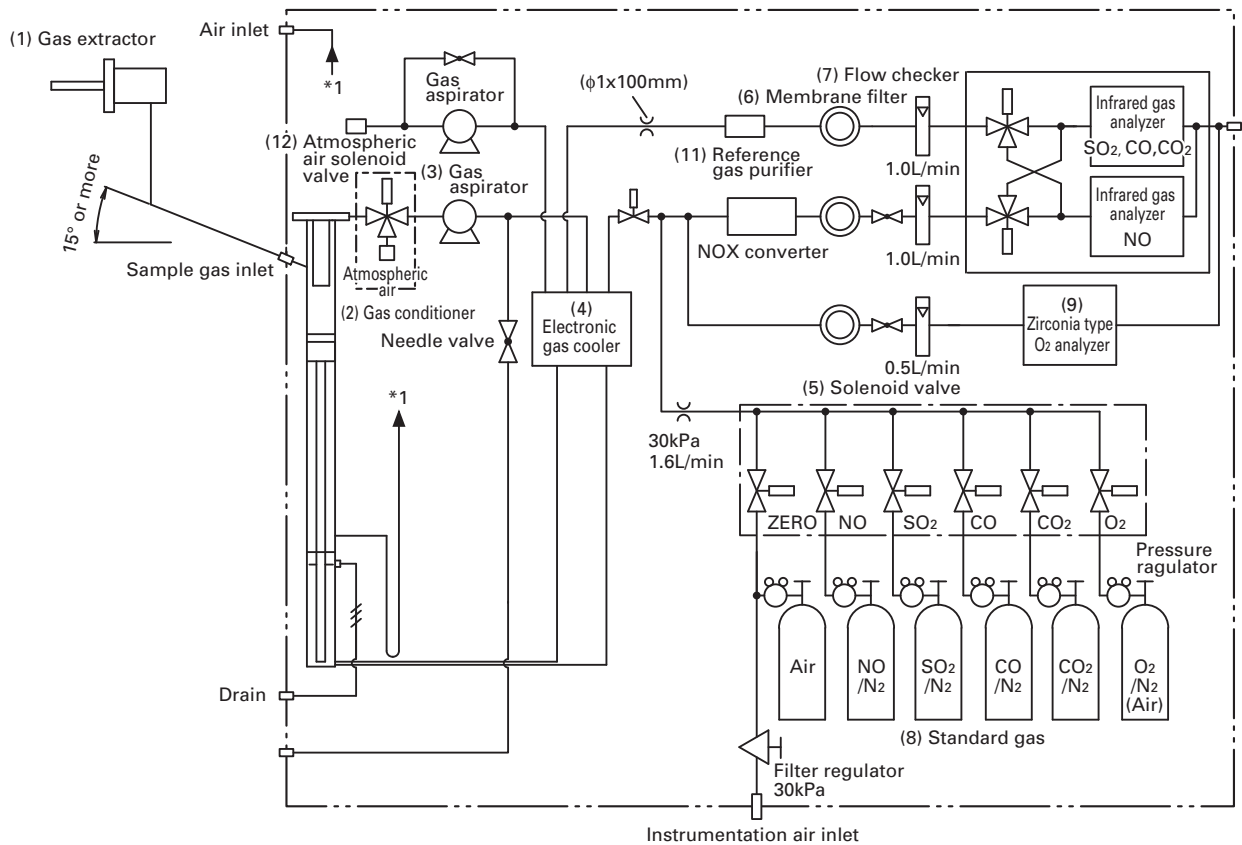 Air inlet
(1) Gas extractor
*1
Gas
aspirator
(ϕ1x100mm)
(7) Flow checker
(6) Membrane filter
Infrared gas
analyzer
SO2, CO,CO2
(12) Atmospheric
air solenoid
valve
(3) Gas
aspirator
(11) Reference
gas purifier
1.0L/min
15° or more
Infrared gas
analyzer
NO
NOX converter
1.0L/min
Sample gas inlet
Atmospheric
air
(2) Gas conditioner
(4)
Electronic
gas cooler
Needle valve
(9)
Zirconia type
O2 analyzer
0.5L/min
(5) Solenoid valve
*1
30kPa
1.6L/min
ZERO
NO
SO2
CO
CO2
O2
Pressure
ragulator
Air
NO
/N2
SO2
/N2
CO
/N2
CO2
/N2
O2
/N2
(Air)
Drain
(8) Standard gas
Filter regulator
30kPa
Instrumentation air inlet